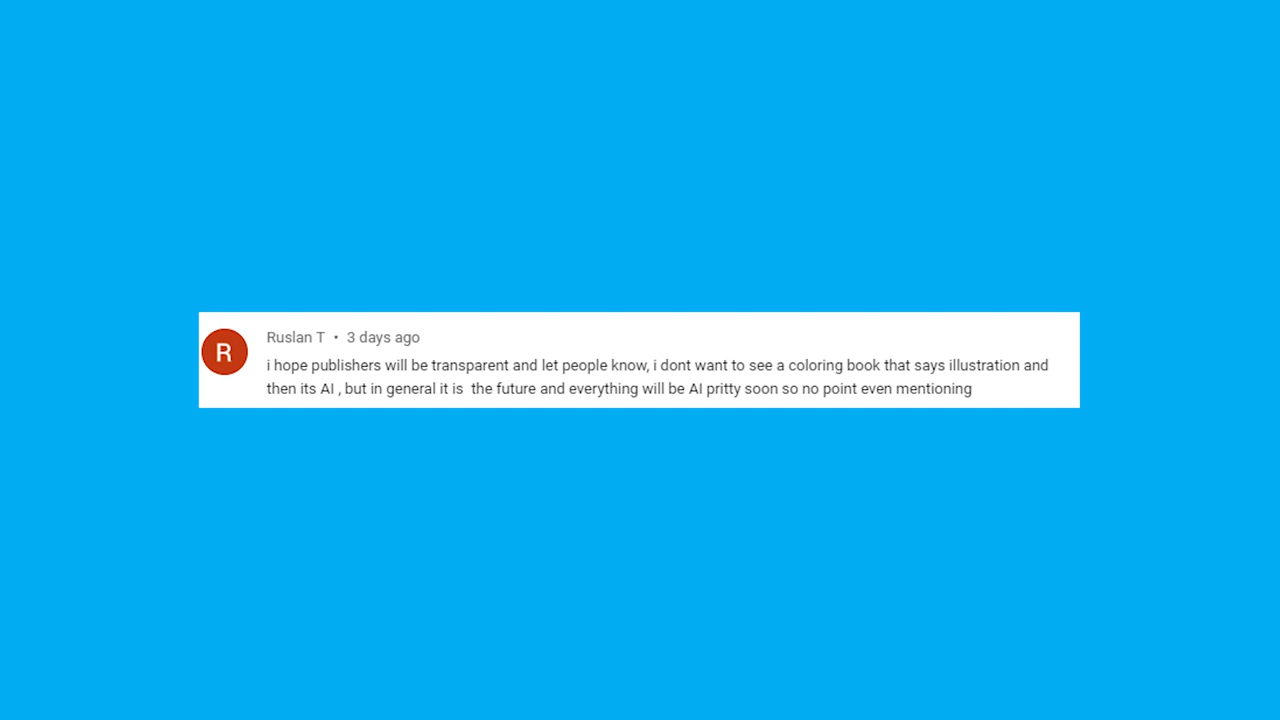 R
Ruslan T • 3 days ago
i hope publishers will be transparent and let people know, i dont want to see a coloring book that says illustration and
then its AI , but in general it is  the future and everything will be AI pritty soon so no point even mentioning